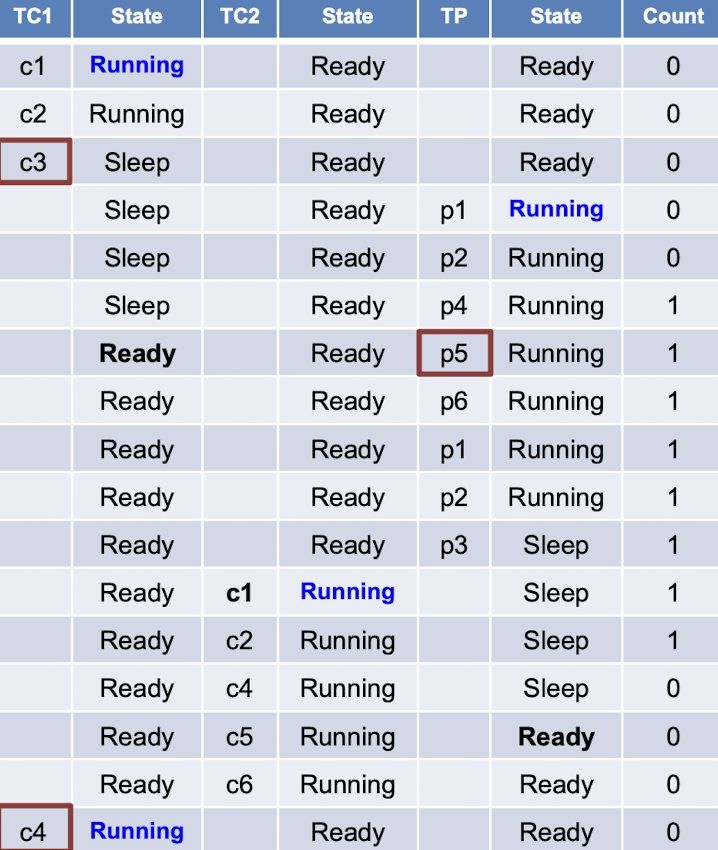 TC1 State TC2 State TP State Count
c1 Running Ready Ready 0
c2 Running Ready Ready 0
c3 Sleep Ready Ready 0
Sleep Ready p1 Running 0
Sleep Ready p2 Running 0
Sleep Ready p4 Running 1
Ready Ready p5 Running 1
Ready Ready p6 Running 1
Ready Ready p1 Running 1
Ready Ready p2 Running 1
Ready Ready p3 Sleep 1
Ready c1 Running Sleep 1
Ready c2 Running Sleep 1
Ready c4 Running Sleep 0
Ready c5 Running Ready 0
Ready c6 Running Ready 0
c4 Running Ready Ready 0